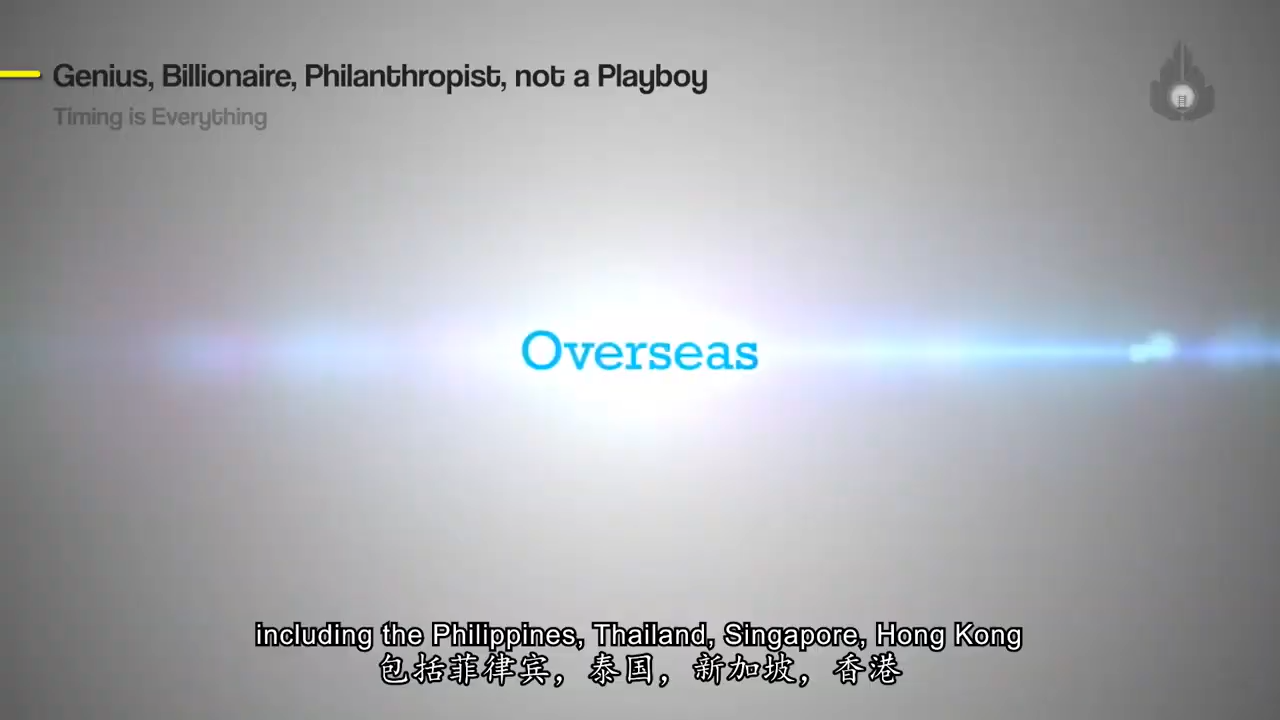 Genius, Billionaire, Philanthropist, not a Playboy
Timing is Everything
Overseas
including the Philippines, Thailand, Singapore, Hong Kong
包括菲律宾，泰国，新加坡，香港